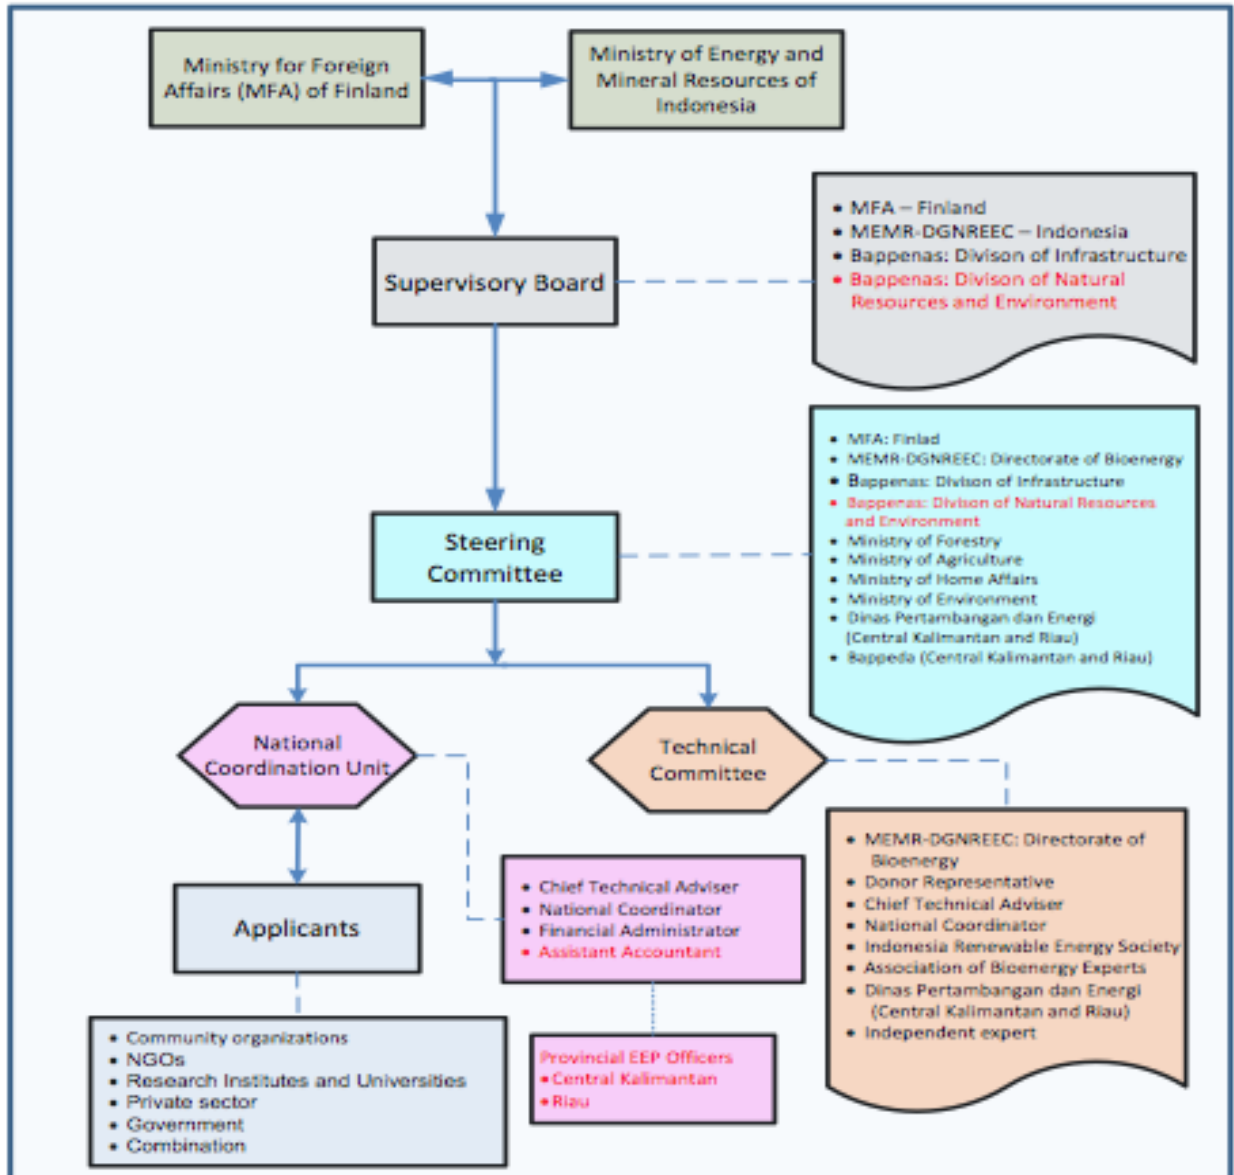 Ministry for Foreign
Affairs (MFA) of Finland
Ministry of Energy and
Mineral Resources of
Indonesia
Supervisory Board
• MFA – Finland
• MEMR-DGNREEC – Indonesia
• Bappenas: Divison of Infrastructure
• Bappenas: Divison of Natural
Resources and Environment
Steering
Committee
• MFA: Finlad
• MEMR-DGNREEC: Directorate of Bioenergy
• Bappenas: Divison of Infrastructure
• Bappenas: Divison of Natural Resources
and Environment
• Ministry of Forestry
• Ministry of Agriculture
• Ministry of Home Affairs
• Ministry of Environment
• Dinas Pertambangan dan Energi
(Central Kalimantan and Riau)
• Bappeda (Central Kalimantan and Riau)
National
Coordination Unit
Technical
Committee
• MEMR-DGNREEC: Directorate of
Bioenergy
• Donor Representative
• Chief Technical Adviser
• National Coordinator
• Indonesia Renewable Energy Society
• Association of Bioenergy Experts
• Dinas Pertambangan dan Energi
(Central Kalimantan and Riau)
• Independent expert
• Chief Technical Adviser
• National Coordinator
• Financial Administrator
• Assistant Accountant
Applicants
Provincial EEP Officers
• Central Kalimantan
• Riau
• Community organizations
• NGOs
• Research Institutes and Universities
• Private sector
• Government
• Combination